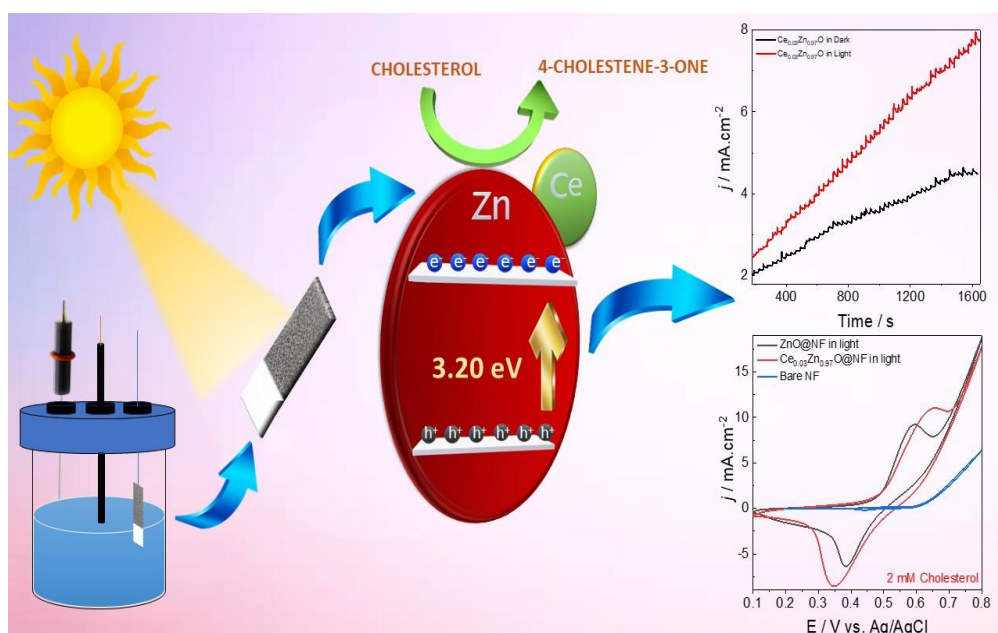 CHOLESTEROL
4-CHOLESTENE-3-ONE
Zn
Ce
e⁻ e⁻ e⁻ e⁻ e⁻ e⁻
3.20 eV
h⁺ h⁺ h⁺ h⁺ h⁺ h⁺
Ce₀.₀₃Zn₀.₉₇O in Dark
Ce₀.₀₃Zn₀.₉₇O in Light
j / mA.cm⁻²
8
6
4
2
400 800 1200 1600
Time / s
ZnO@NF in light
Ce₀.₀₃Zn₀.₉₇O@NF in light
Bare NF
j / mA.cm⁻²
15
10
5
0
-5
2 mM Cholesterol
0.1 0.2 0.3 0.4 0.5 0.6 0.7 0.8
E / V vs. Ag/AgCl